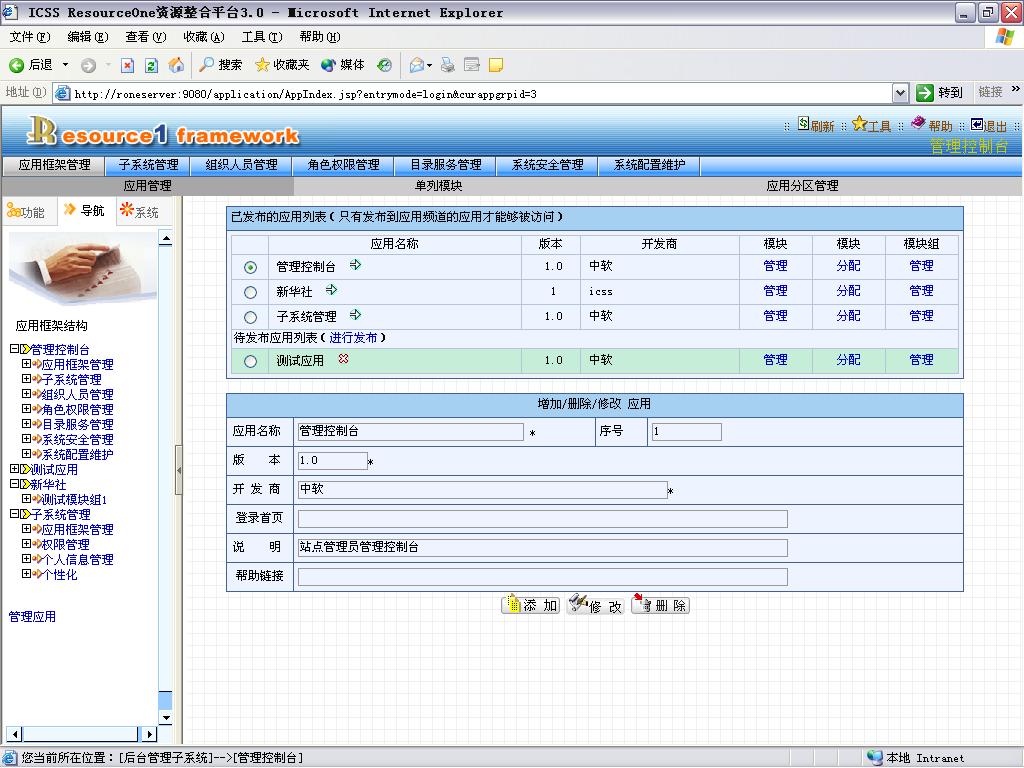 ICSS ResourceOne资源整合平台3.0 - Microsoft Internet Explorer
文件(F) 编辑(E) 查看(V) 收藏(A) 工具(T) 帮助(H)
后退 搜索 收藏夹 媒体
地址(D) http://roneserver:9080/application/AppIndex.jsp?entrymode=login&curappgrpid=3 转到 链接 »
Resource1 framework
刷新 工具 帮助 退出
管理控制台
应用框架管理 子系统管理 组织人员管理 角色权限管理 目录服务管理 系统安全管理 系统配置维护
应用管理 单列模块 应用分区管理
功能 导航 系统
应用框架结构
管理控制台
应用框架管理
子系统管理
组织人员管理
角色权限管理
目录服务管理
系统安全管理
系统配置维护
测试应用
新华社
测试模块组1
子系统管理
应用框架管理
权限管理
个人信息管理
个性化
管理应用
已发布的应用列表(只有发布到应用频道的应用才能够被访问)
应用名称 版本 开发商 模块 模块 模块组
管理控制台 1.0 中软 管理 分配 管理
新华社 1 icss 管理 分配 管理
子系统管理 1.0 中软 管理 分配 管理
待发布应用列表(进行发布)
测试应用 1.0 中软 管理 分配 管理
增加/删除/修改 应用
应用名称 管理控制台 * 序号 1
版 本 1.0 *
开 发 商 中软 *
登录首页
说 明 站点管理员管理控制台
帮助链接
添 加 修 改 删 除
您当前所在位置：[后台管理子系统]-->[管理控制台] 本地 Intranet